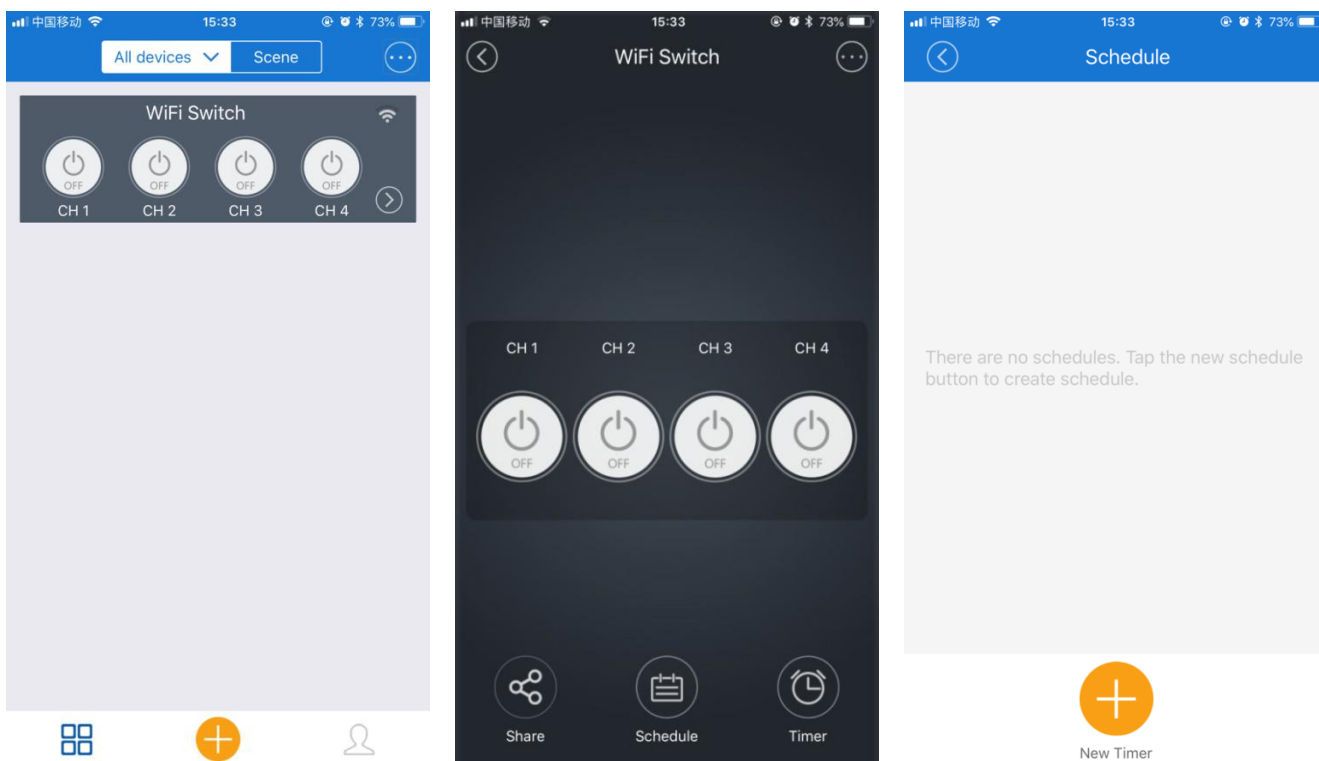 中国移动 15:33 73%
All devices Scene
WiFi Switch
OFF OFF OFF OFF
CH 1 CH 2 CH 3 CH 4
中国移动 15:33 73%
WiFi Switch
CH 1 CH 2 CH 3 CH 4
OFF OFF OFF OFF
Share Schedule Timer
中国移动 15:33 73%
Schedule
There are no schedules. Tap the new schedule
button to create schedule.
New Timer